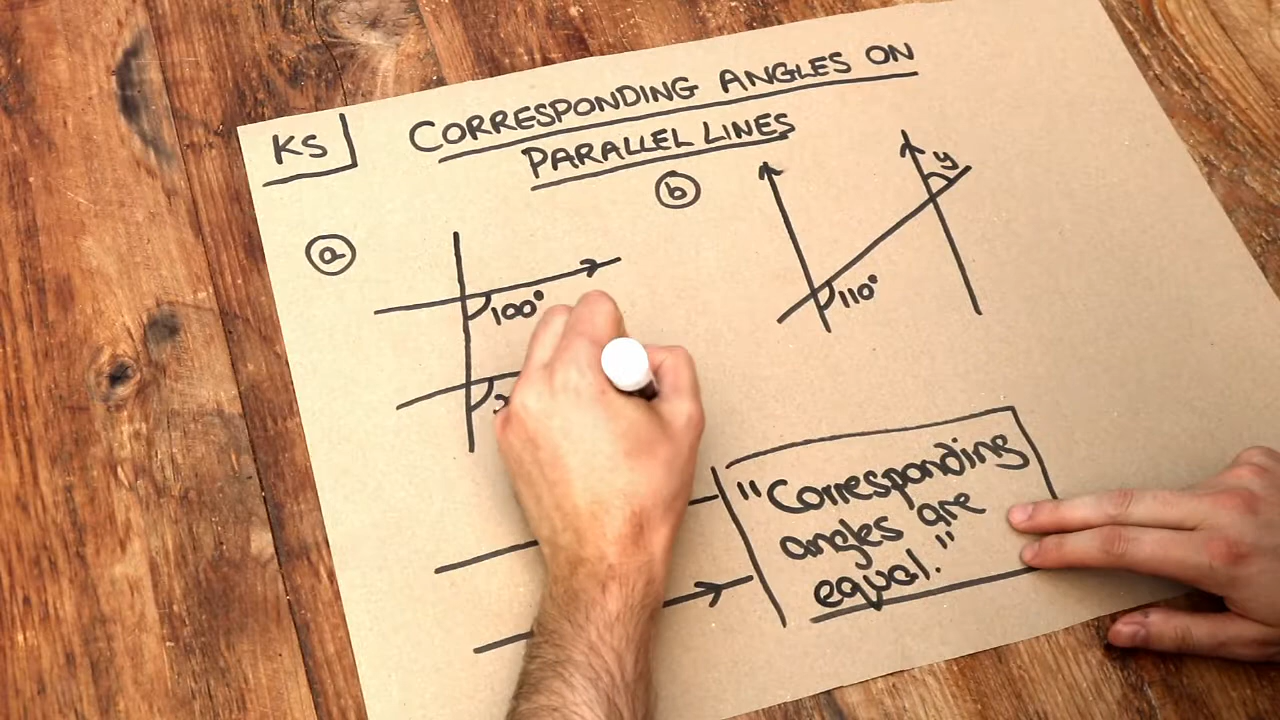 KS
CORRESPONDING ANGLES ON
PARALLEL LINES
a
b
y
100°
110°
"Corresponding
angles are
equal."